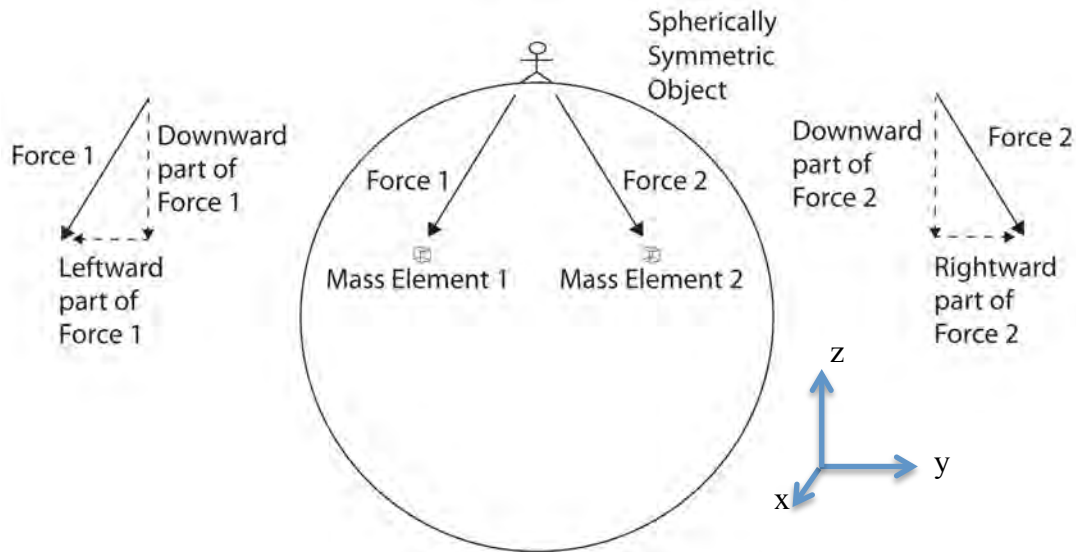 Spherically
Symmetric
Object
Force 1
Downward
part of
Force 1
Leftward
part of
Force 1
Force 1
Force 2
Mass Element 1
Mass Element 2
Downward
part of
Force 2
Force 2
Rightward
part of
Force 2
z
y
x